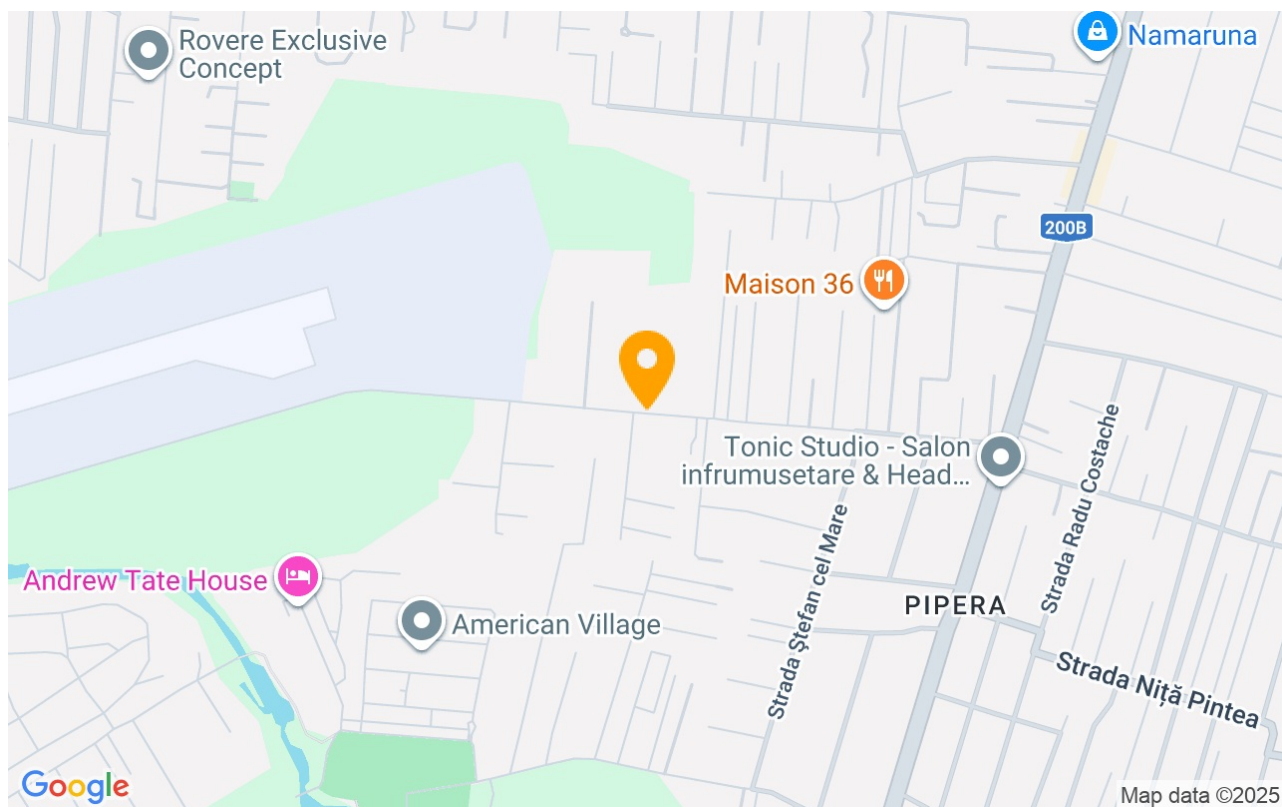 Rovere Exclusive
Concept
Namaruna
200B
Maison 36
Tonic Studio - Salon
infrumusetare & Head...
Strada Radu Costache
Strada Ștefan cel Mare
Andrew Tate House
American Village
PIPERA
Strada Niță Pintea
Google
Map data ©2025